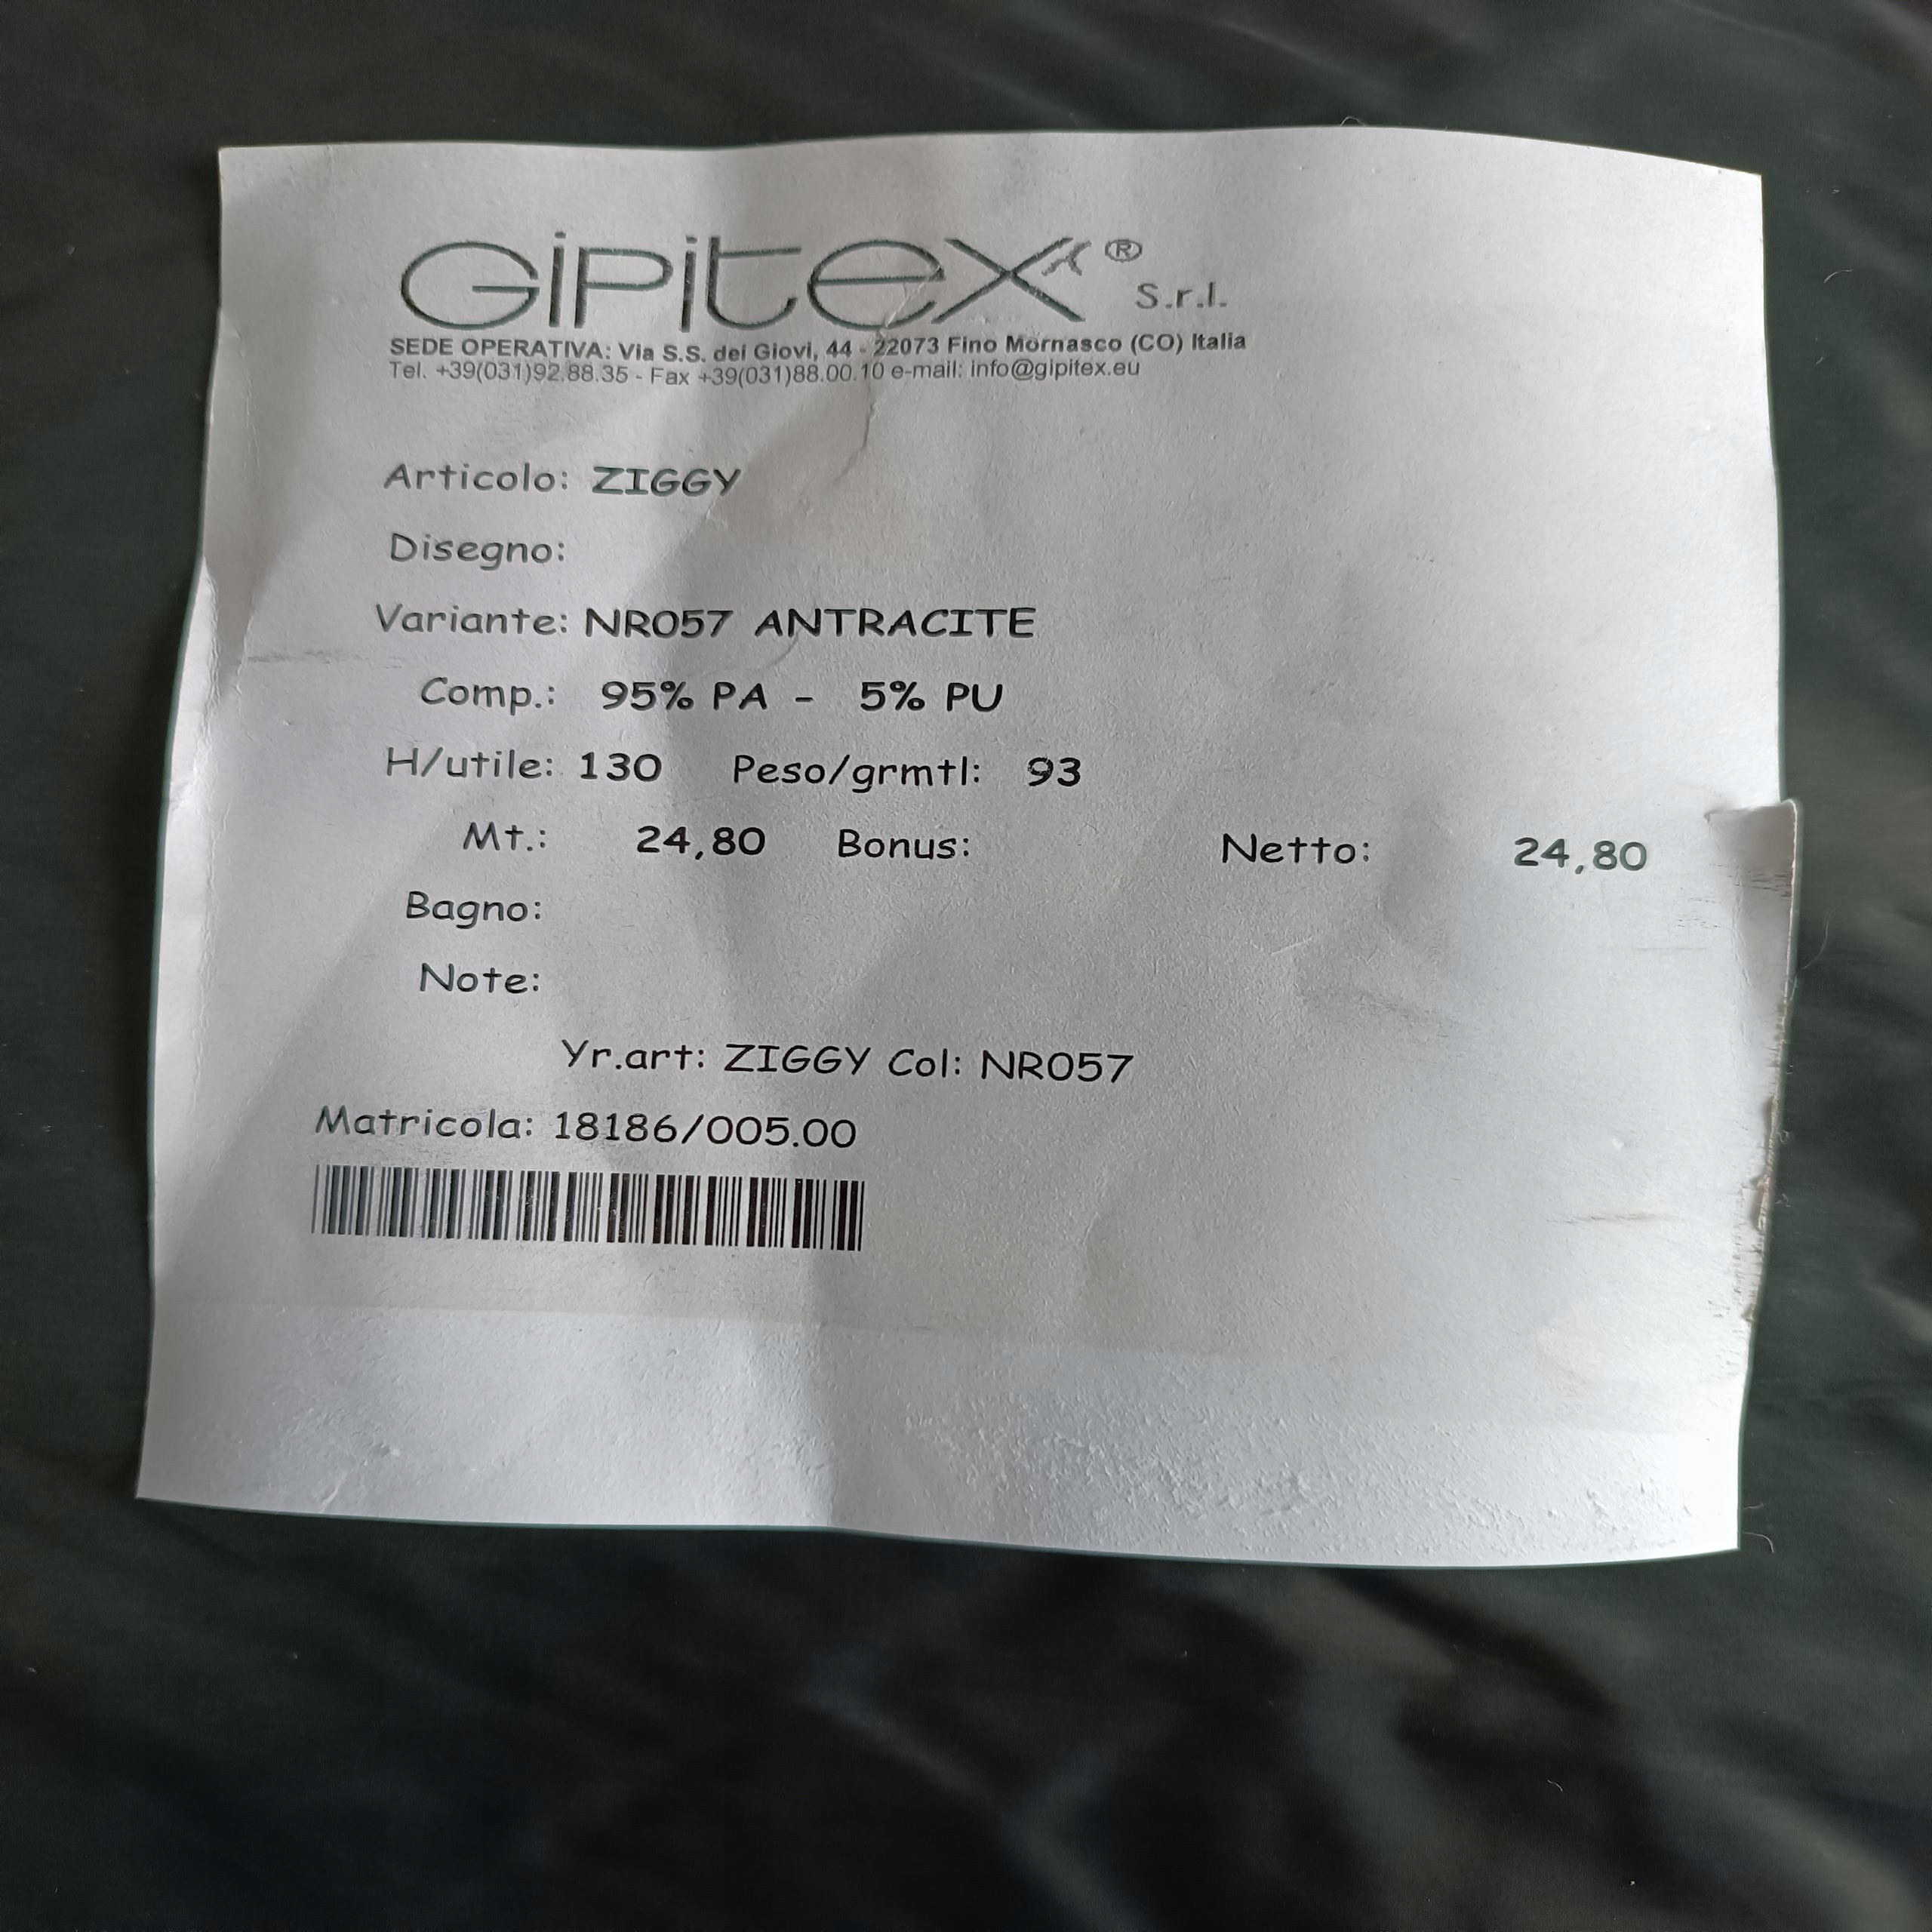 GiPitex® S.r.l.
SEDE OPERATIVA: Via S.S. dei Giovi, 44 - 22073 Fino Mornasco (CO) Italia
Tel. +39(031)92.88.35 - Fax +39(031)88.00.10 e-mail: info@gipitex.eu
Articolo: ZIGGY
Disegno:
Variante: NR057 ANTRACITE
Comp.: 95% PA - 5% PU
H/utile: 130 Peso/grmtl: 93
Mt.: 24,80 Bonus: Netto: 24,80
Bagno:
Note:
Yr.art: ZIGGY Col: NR057
Matricola: 18186/005.00